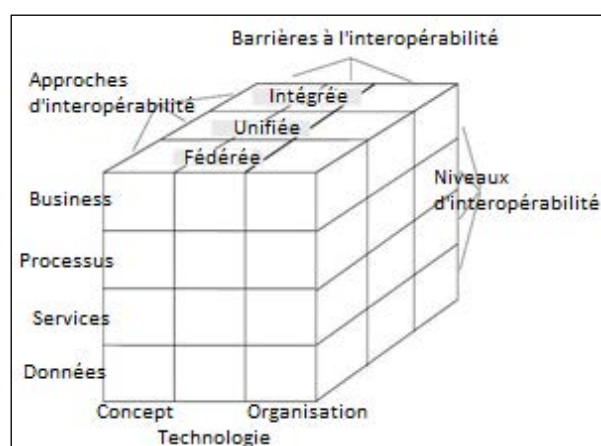 Barrières à l'interopérabilité
Approches
d'interopérabilité
Intégrée
Unifiée
Fédérée
Niveaux
d'interopérabilité
Business
Processus
Services
Données
Concept
Organisation
Technologie